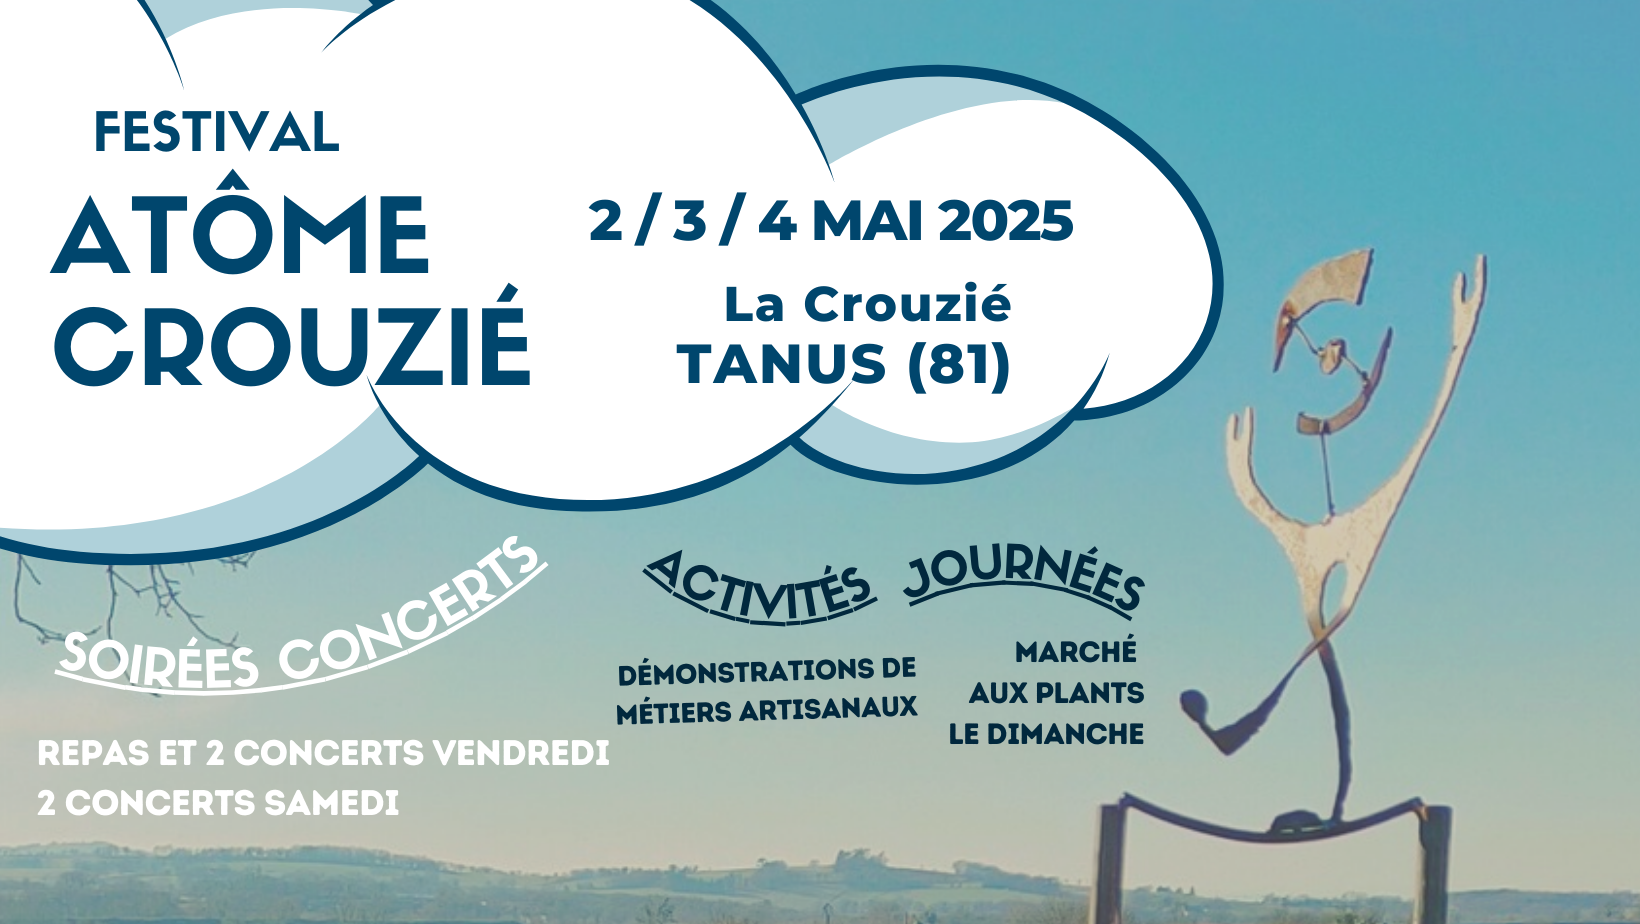 FESTIVAL
ATÔME
CROUZIÉ
2 / 3 / 4 MAI 2025
La Crouzié
TANUS (81)
SOIRÉES CONCERTS
REPAS ET 2 CONCERTS VENDREDI
2 CONCERTS SAMEDI
ACTIVITÉS JOURNÉES
DÉMONSTRATIONS DE
MÉTIERS ARTISANAUX
MARCHÉ
AUX PLANTS
LE DIMANCHE